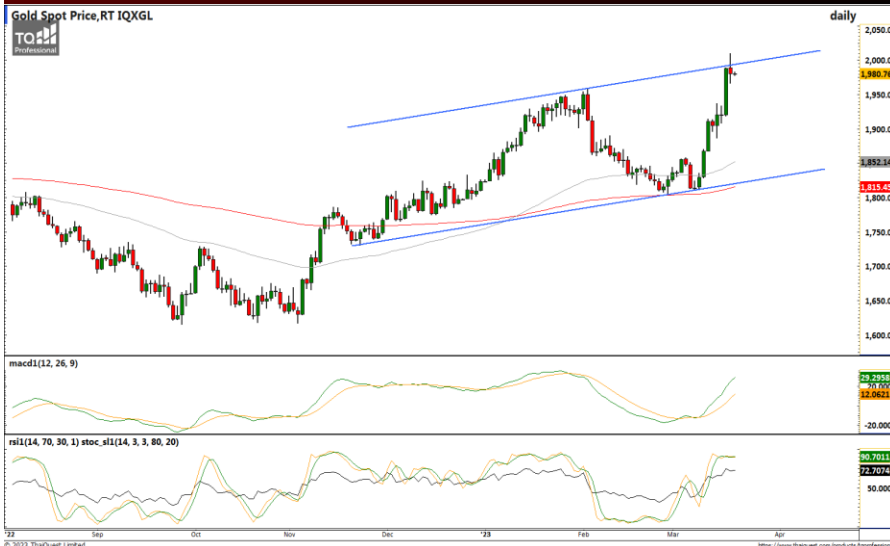 Gold Spot Price,RT IQXGL
daily
TQ
Professional
2,050.0
2,000.0
1,980.76
1,950.0
1,900.0
1,852.14
1,815.45
1,800.0
1,750.0
1,700.0
1,650.0
1,600.0
macd1(12, 26, 9)
29.2958
20.000
12.0621
-20.000
rsi1(14, 70, 30, 1) stoc_sl1(14, 3, 3, 80, 20)
90.7011
72.7074
50.000
'22 Sep Oct Nov Dec '23 Feb Mar Apr
© 2023 ThaiQuest Limited